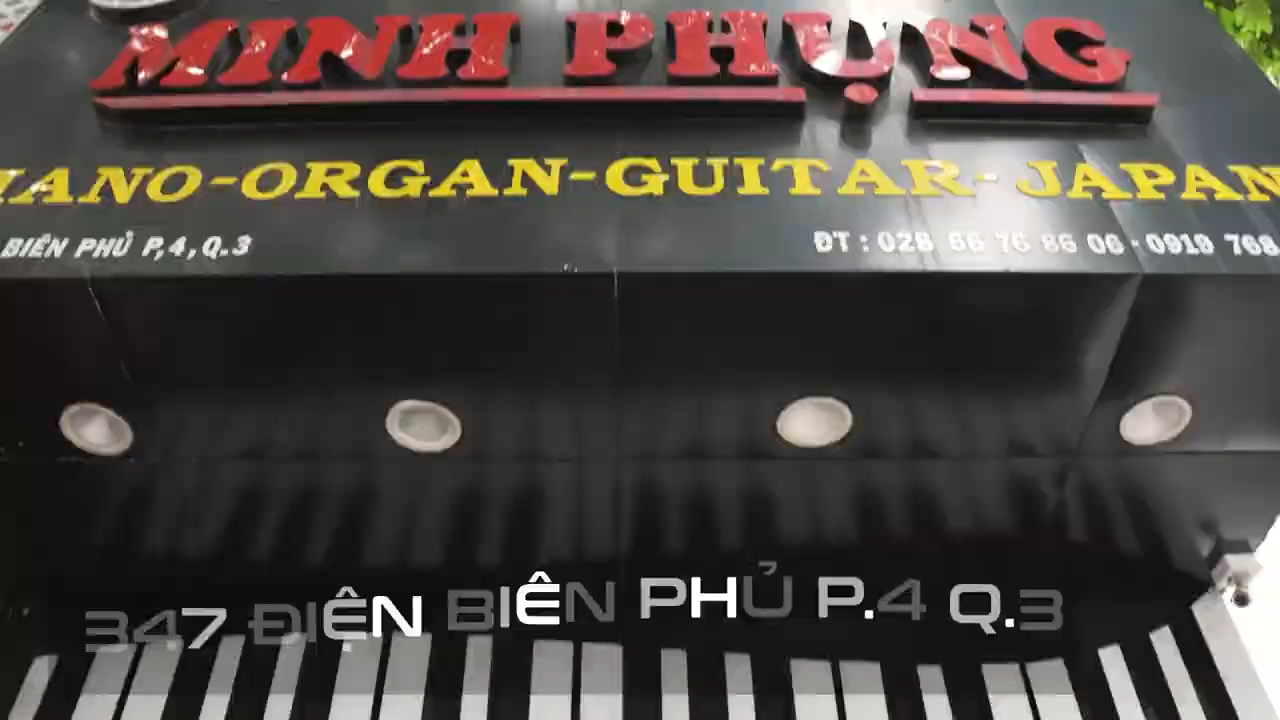 MINH PHỤNG
IANO-ORGAN-GUITAR-JAPAN
BIÊN PHỦ P,4,Q.3
ĐT : 028 66 76 86 06 - 0919 768
347 ĐIỆN BIÊN PHỦ P.4 Q.3